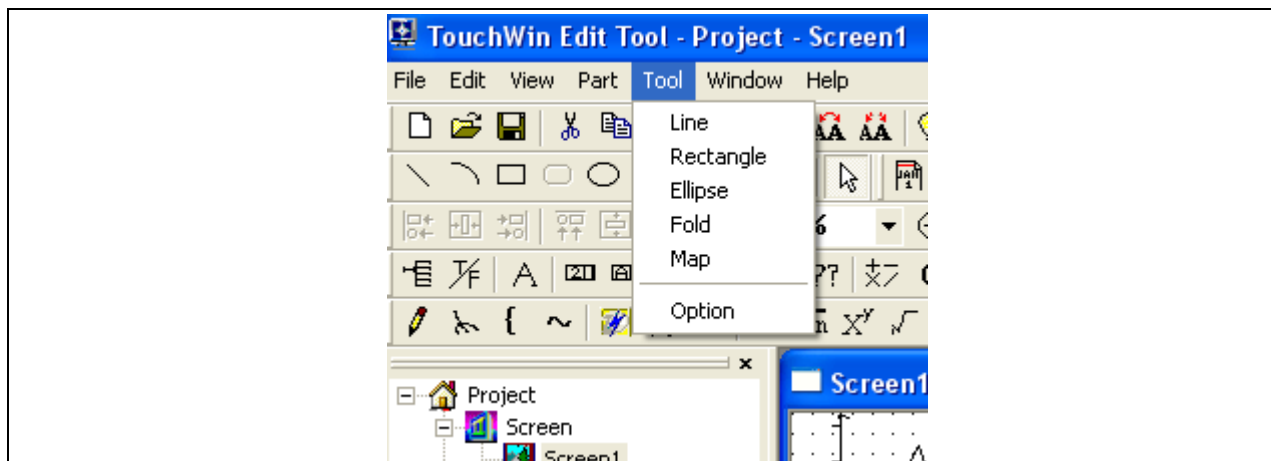 TouchWin Edit Tool - Project - Screen1
File Edit View Part Tool Window Help
Line
Rectangle
Ellipse
Fold
Map
Option
Project
Screen
Screen1
Screen1